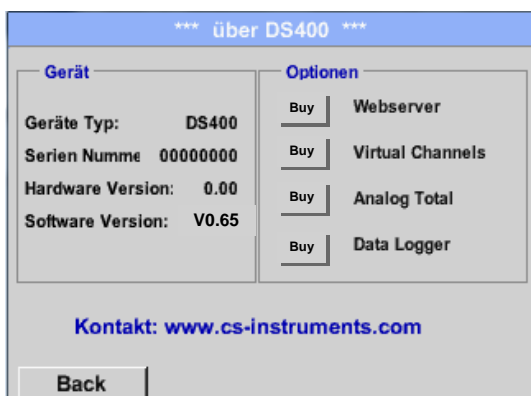 *** über DS400 ***
Gerät
Geräte Typ: DS400
Serien Numme 00000000
Hardware Version: 0.00
Software Version: V0.65
Optionen
Buy Webserver
Buy Virtual Channels
Buy Analog Total
Buy Data Logger
Kontakt: www.cs-instruments.com
Back